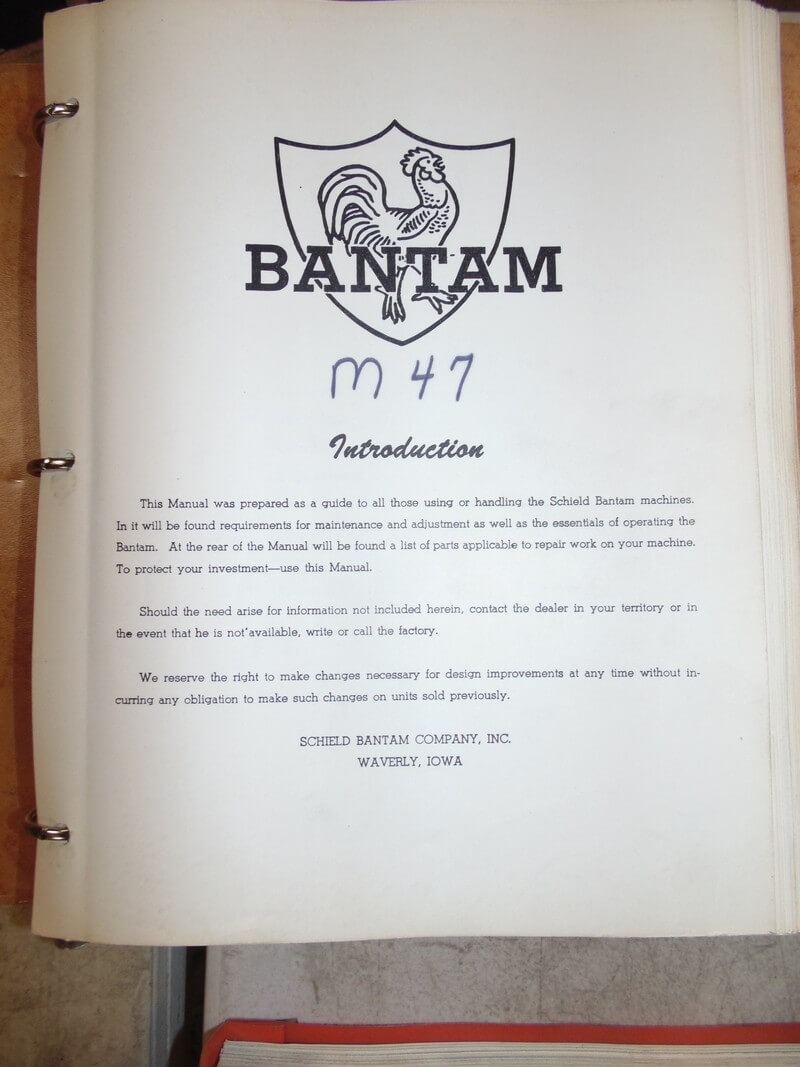 BANTAM
M 47
Introduction
This Manual was prepared as a guide to all those using or handling the Schield Bantam machines.
In it will be found requirements for maintenance and adjustment as well as the essentials of operating the
Bantam. At the rear of the Manual will be found a list of parts applicable to repair work on your machine.
To protect your investment—use this Manual.
Should the need arise for information not included herein, contact the dealer in your territory or in
the event that he is not available, write or call the factory.
We reserve the right to make changes necessary for design improvements at any time without in-
curring any obligation to make such changes on units sold previously.
SCHIELD BANTAM COMPANY, INC.
WAVERLY, IOWA